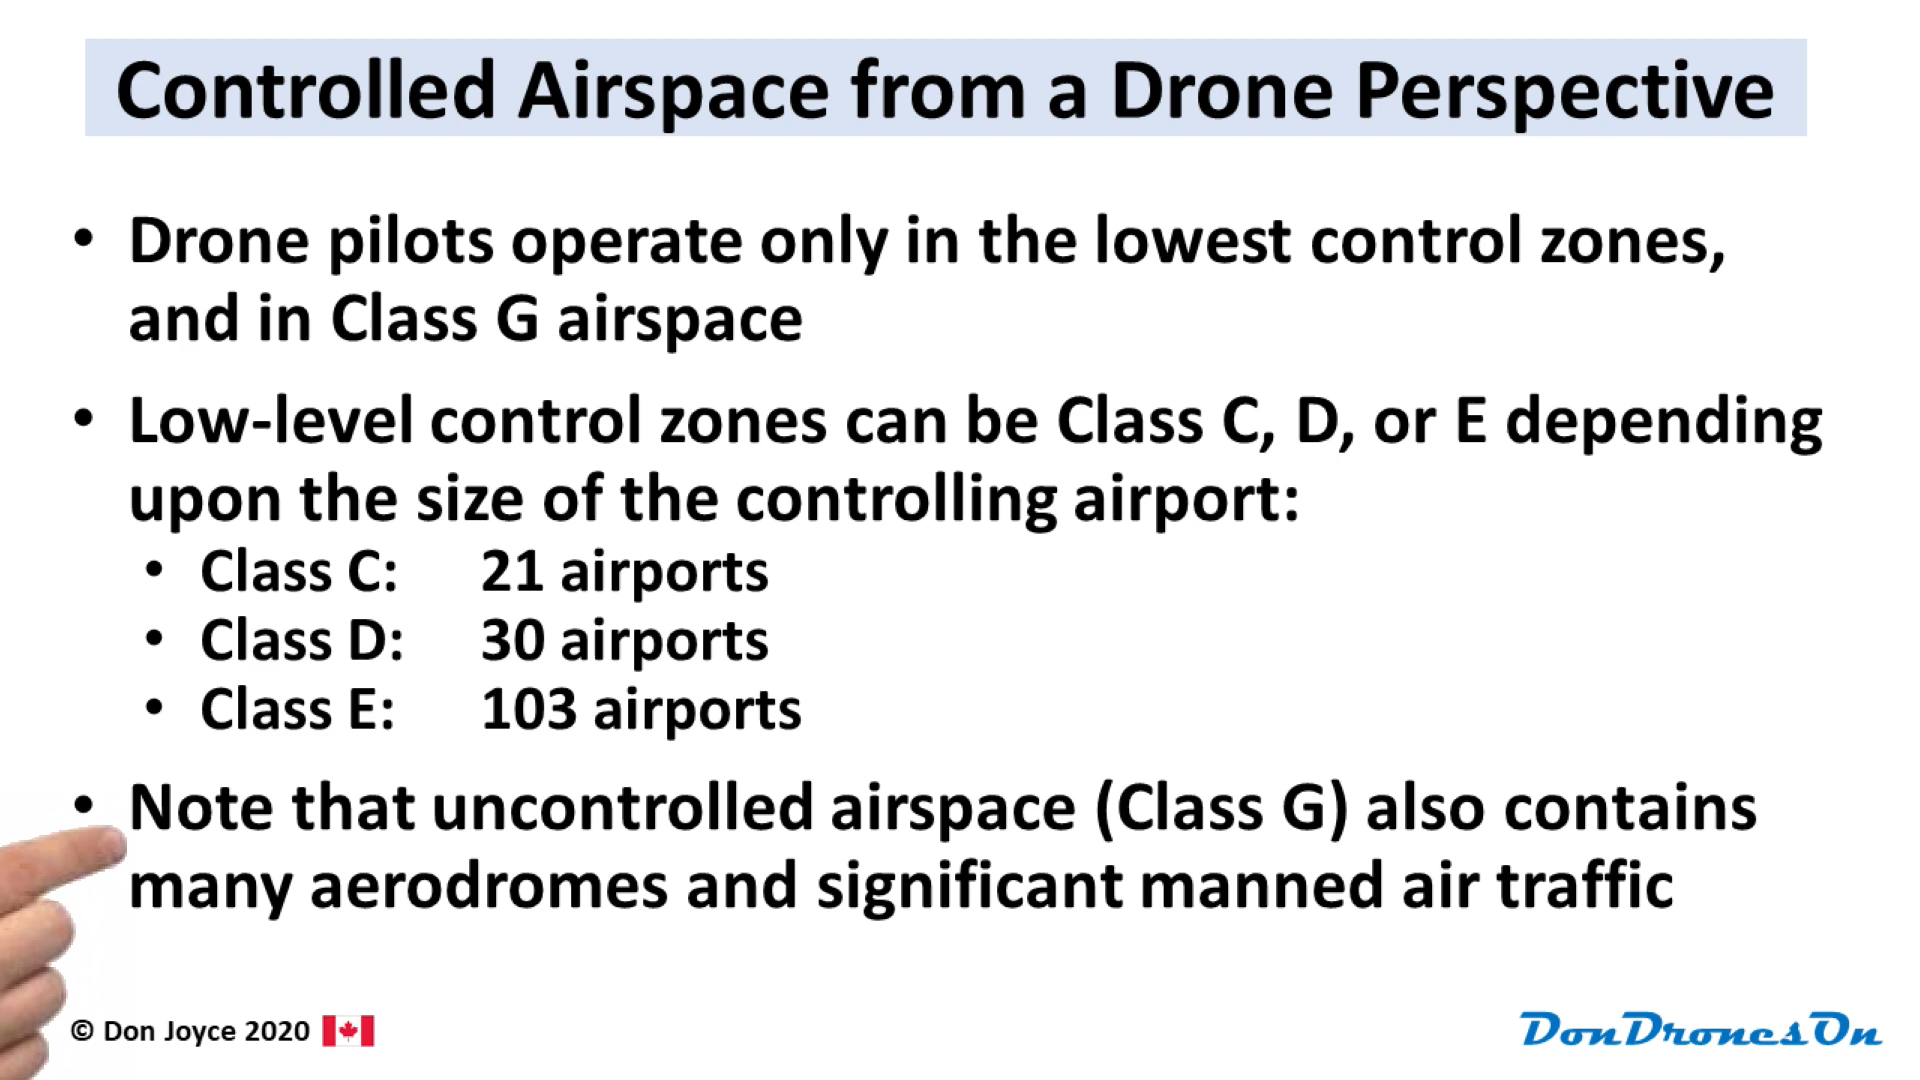 Controlled Airspace from a Drone Perspective
• Drone pilots operate only in the lowest control zones,
and in Class G airspace
• Low-level control zones can be Class C, D, or E depending
upon the size of the controlling airport:
• Class C: 21 airports
• Class D: 30 airports
• Class E: 103 airports
• Note that uncontrolled airspace (Class G) also contains
many aerodromes and significant manned air traffic
© Don Joyce 2020
DonDronesOn